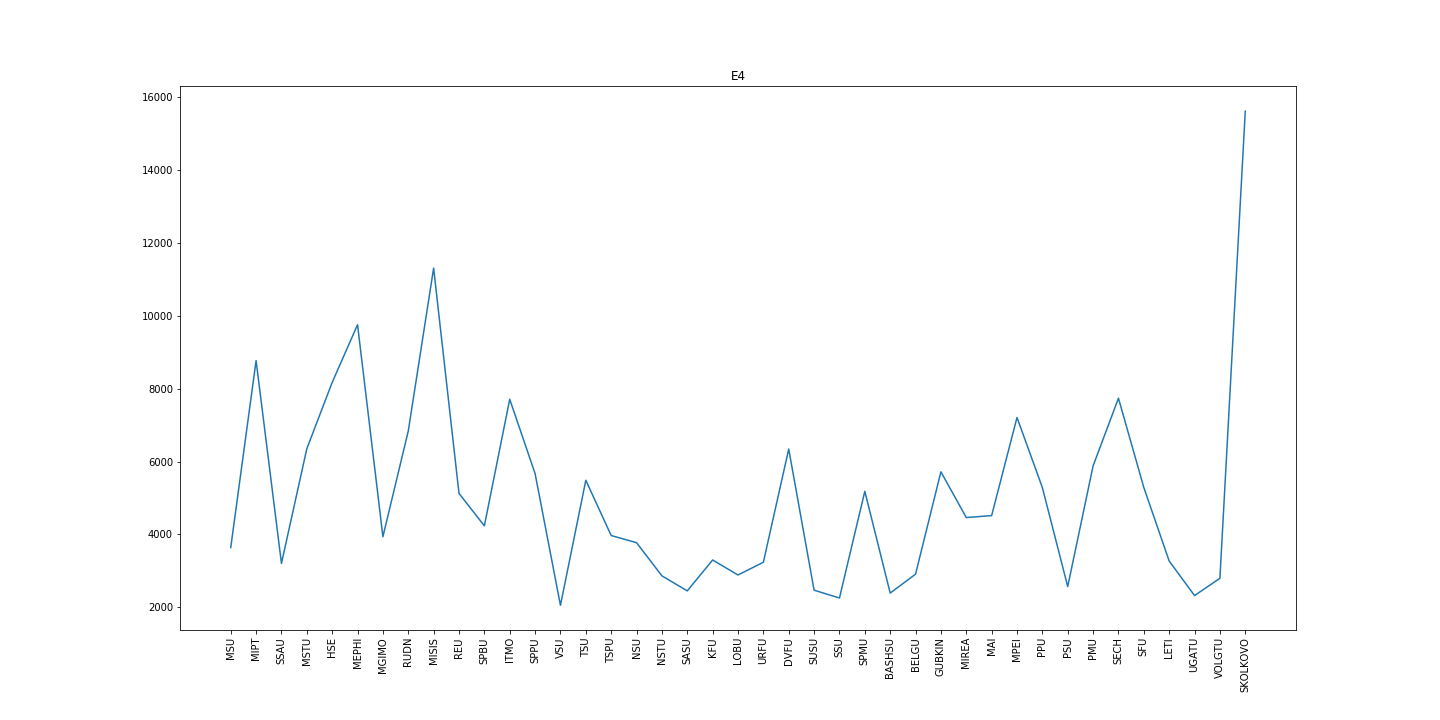 E4
16000
14000
12000
10000
8000
6000
4000
2000
MSU
MIPT
SSAU
MSTU
HSE
MEPHI
MGIMO
RUDN
MISIS
REU
SPBU
ITMO
SPPU
VSU
TSU
TSPU
NSU
NSTU
SASU
KFU
LOBU
URFU
DVFU
SUSU
SSU
SPMU
BASHSU
BELGU
GUBKIN
MIREA
MAI
MPEI
PPU
PSU
PMU
SECH
SFU
LETI
UGATU
VOLGTU
SKOLKOVO